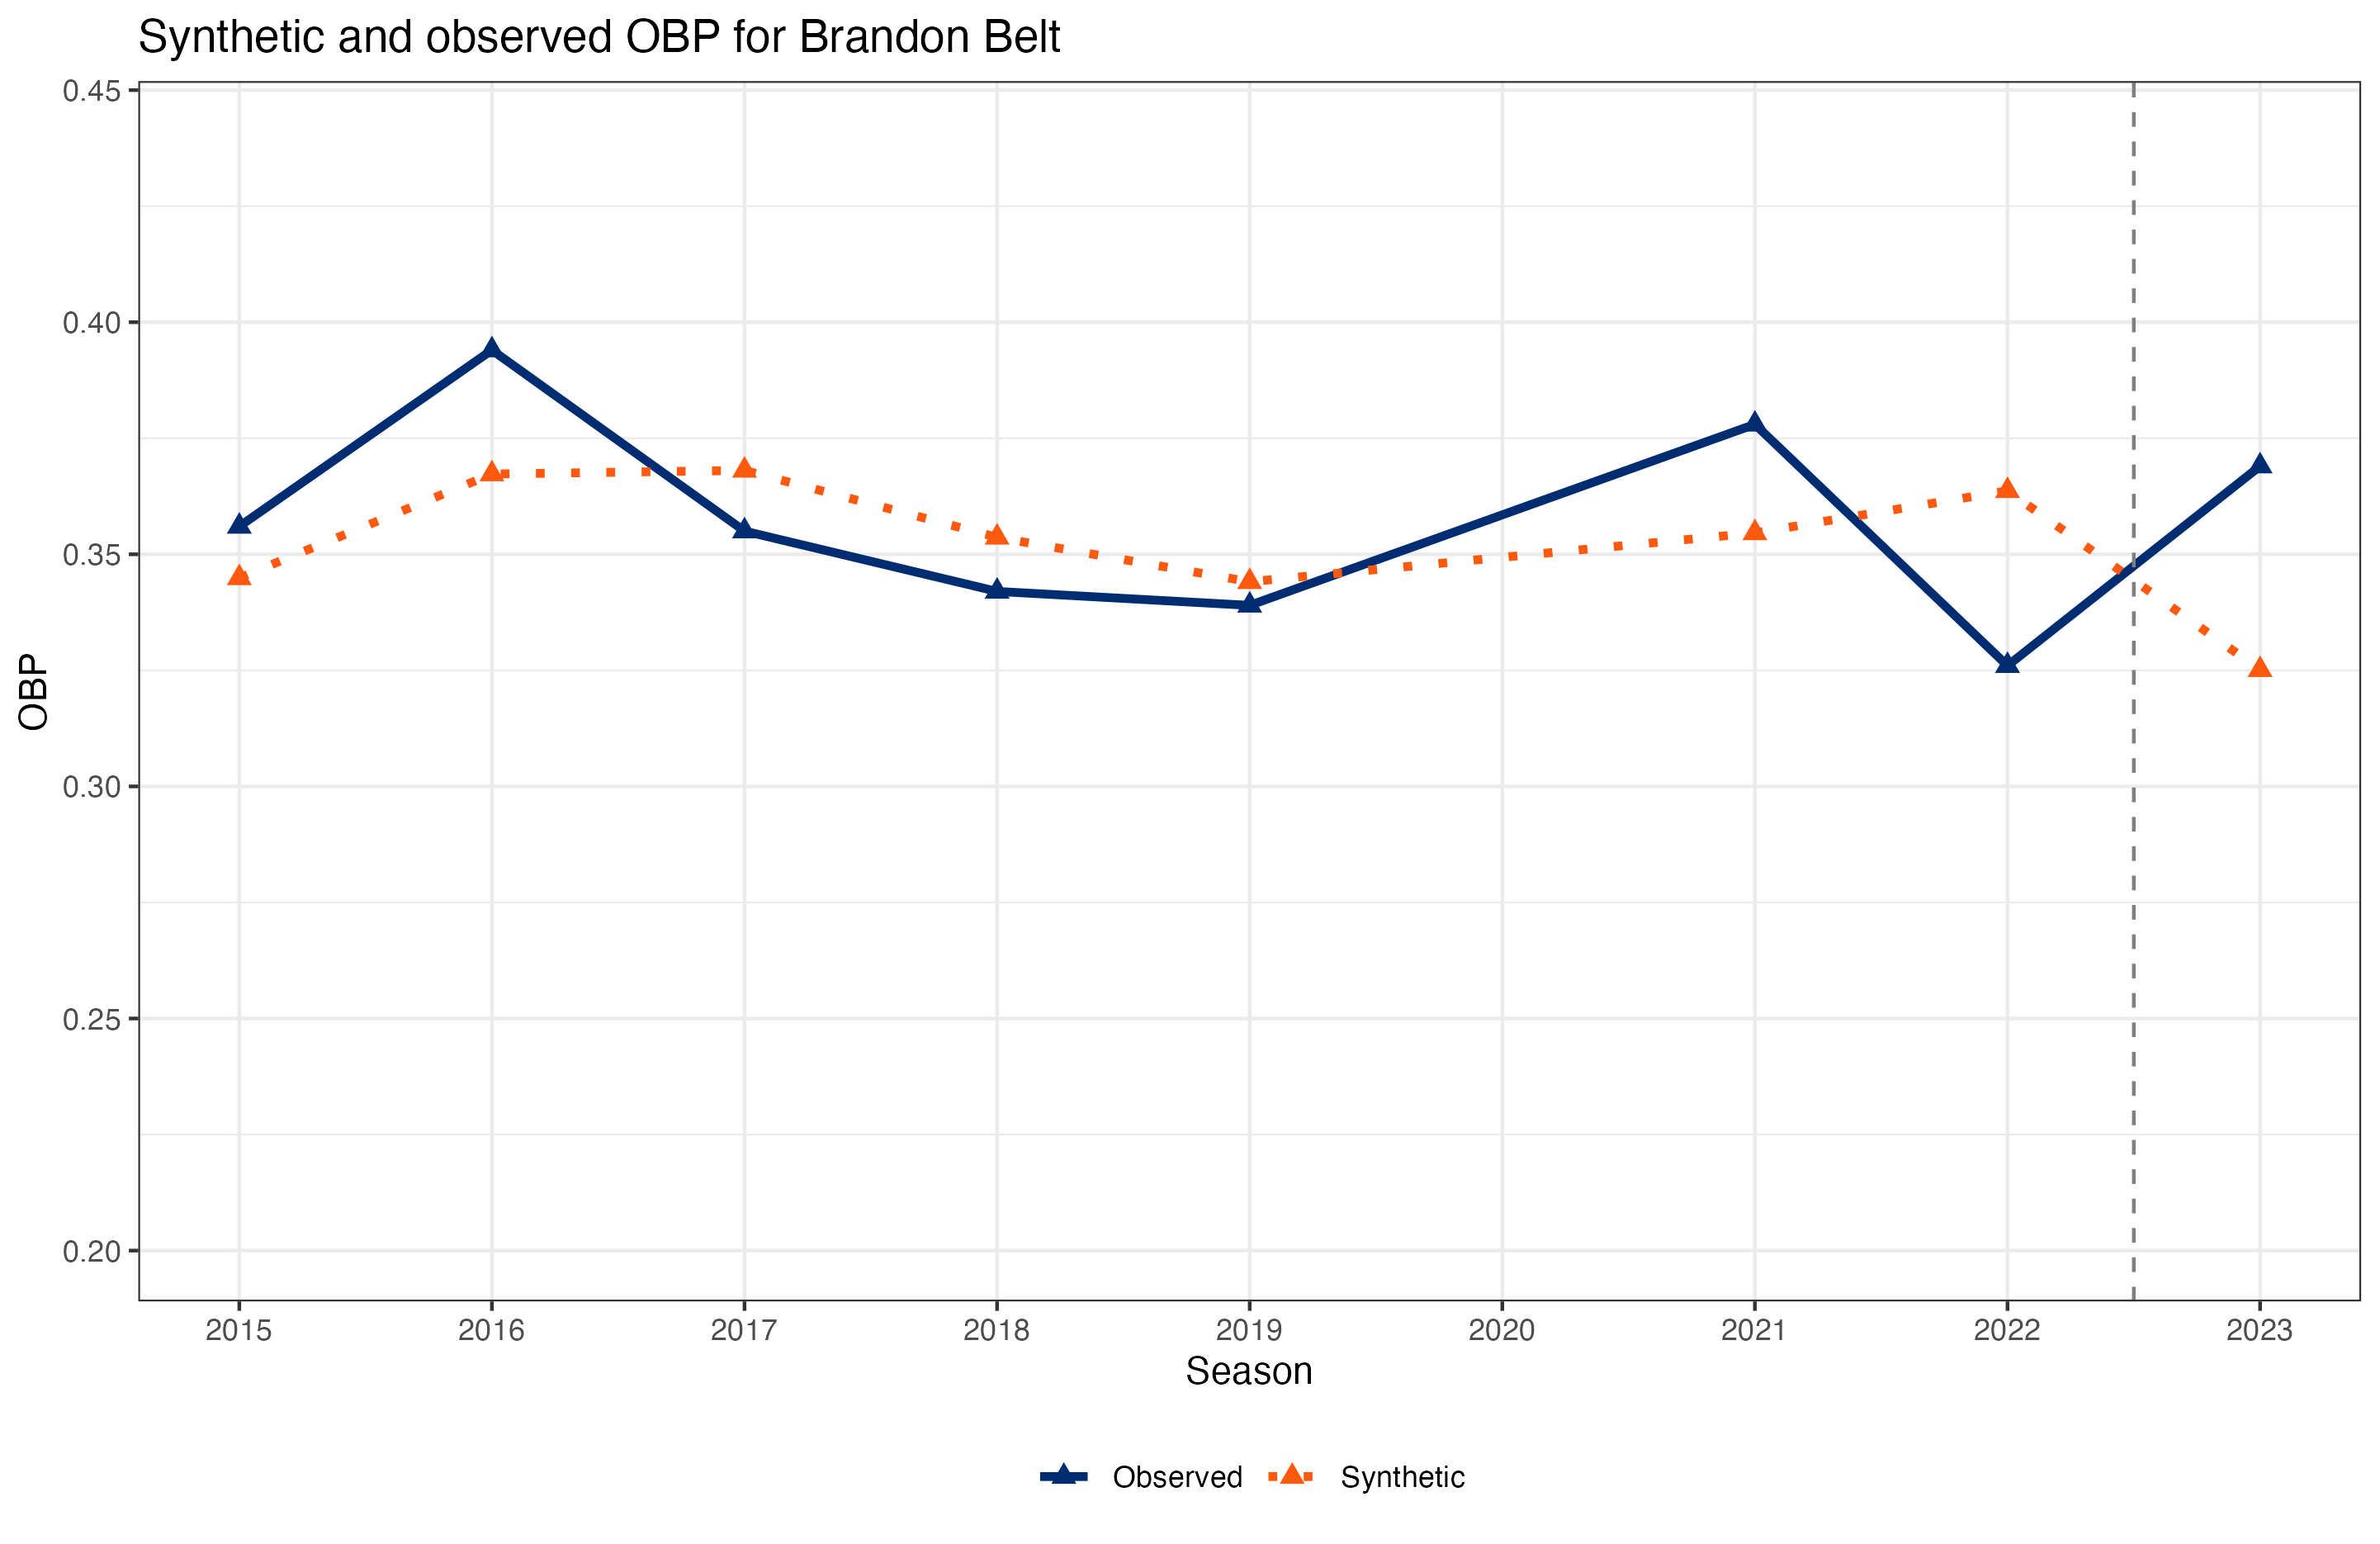 Synthetic and observed OBP for Brandon Belt
OBP
0.45
0.40
0.35
0.30
0.25
0.20
2015 2016 2017 2018 2019 2020 2021 2022 2023
Season
Observed Synthetic